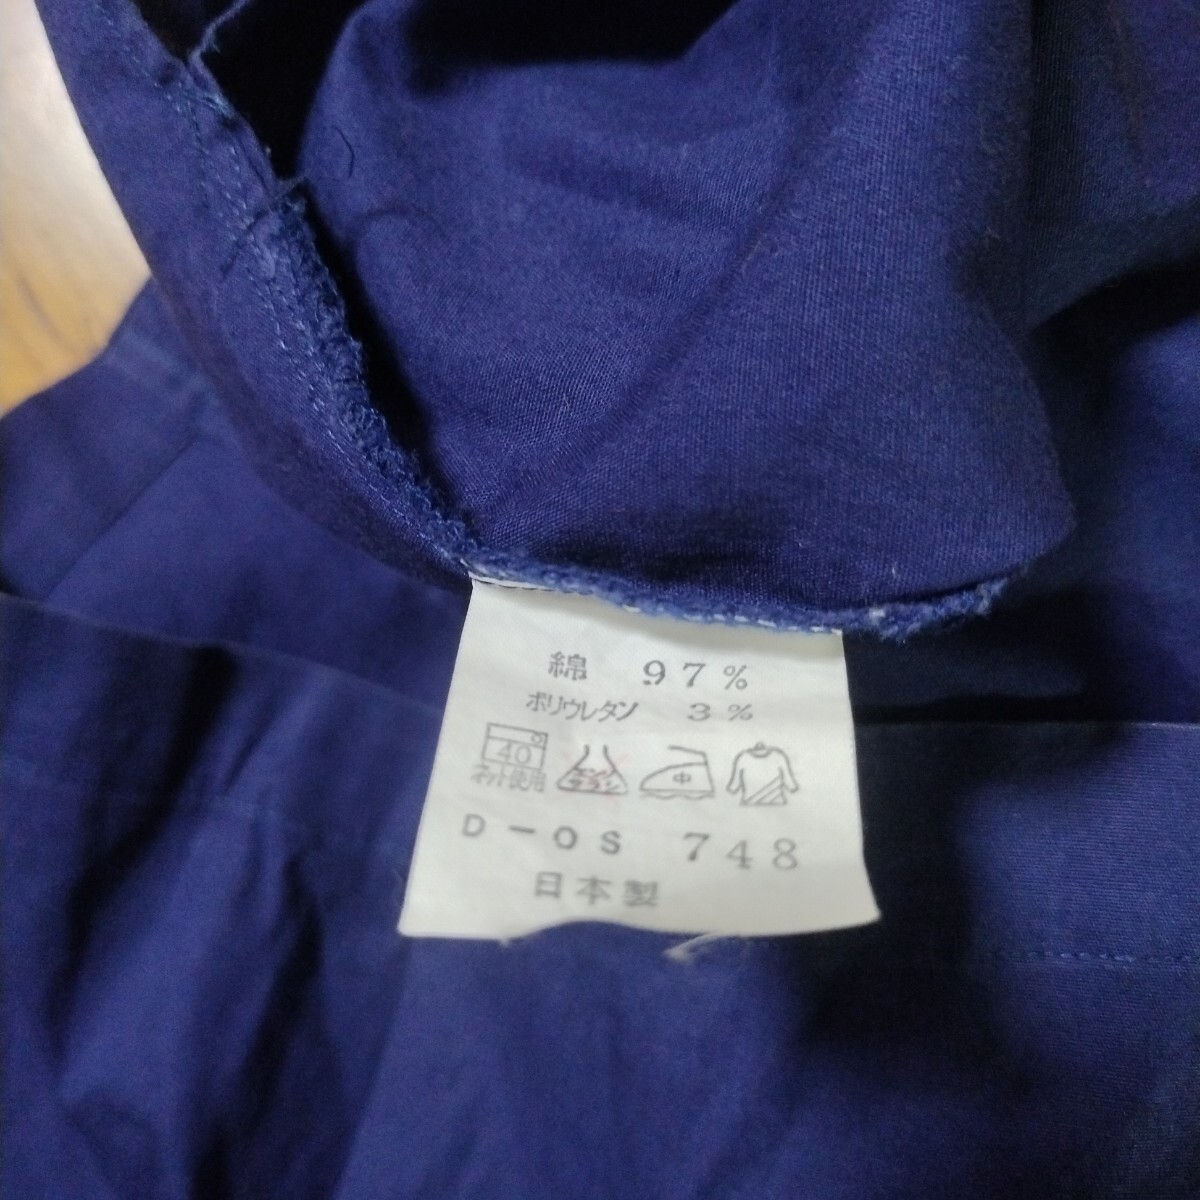 綿 97%
ポリウレタン 3%
40 中
ネット使用
D-OS 748
日本製